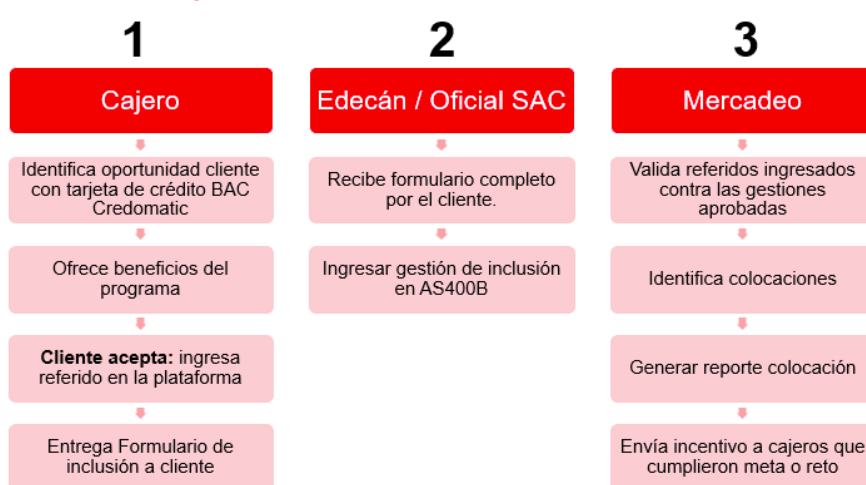 1
Cajero
Identifica oportunidad cliente
con tarjeta de crédito BAC
Credomatic
Ofrece beneficios del
programa
Cliente acepta: ingresa
referido en la plataforma
Entrega Formulario de
inclusión a cliente
2
Edecán / Oficial SAC
Recibe formulario completo
por el cliente.
Ingresar gestión de inclusión
en AS400B
3
Mercadeo
Valida referidos ingresados
contra las gestiones
aprobadas
Identifica colocaciones
Generar reporte colocación
Envía incentivo a cajeros que
cumplieron meta o reto